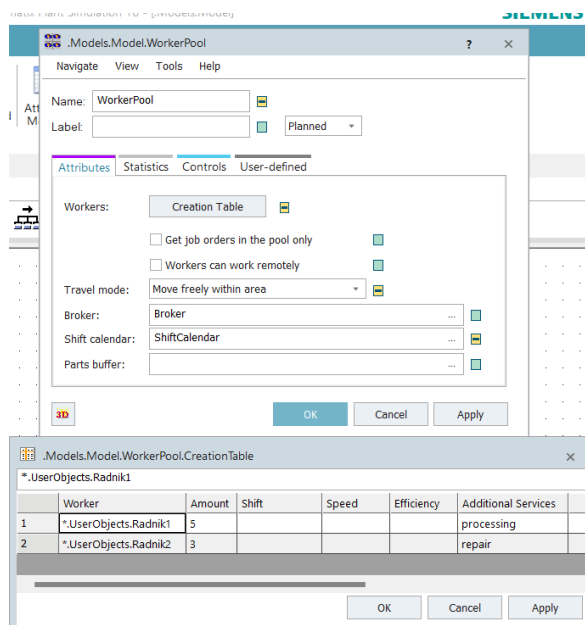 SIEMENS
.Models.Model.WorkerPool ? ×
Navigate View Tools Help
Name: WorkerPool
Label: Planned
Attributes Statistics Controls User-defined
Workers: Creation Table
Get job orders in the pool only
Workers can work remotely
Travel mode: Move freely within area
Broker: Broker ...
Shift calendar: ShiftCalendar ...
Parts buffer: ...
3D OK Cancel Apply
.Models.Model.WorkerPool.CreationTable ×
*.UserObjects.Radnik1
Worker Amount Shift Speed Efficiency Additional Services
1 *.UserObjects.Radnik1 5 processing
2 *.UserObjects.Radnik2 3 repair
OK Cancel Apply